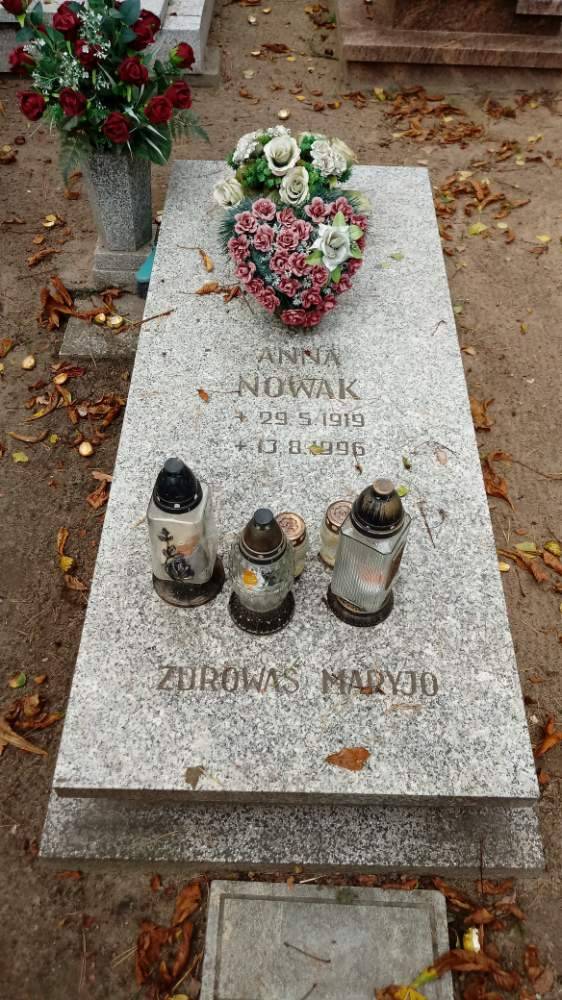 ANNA
NOWAK
+ 29 5 1919
+ 13 8 1996
ZDROWAŚ MARYJO